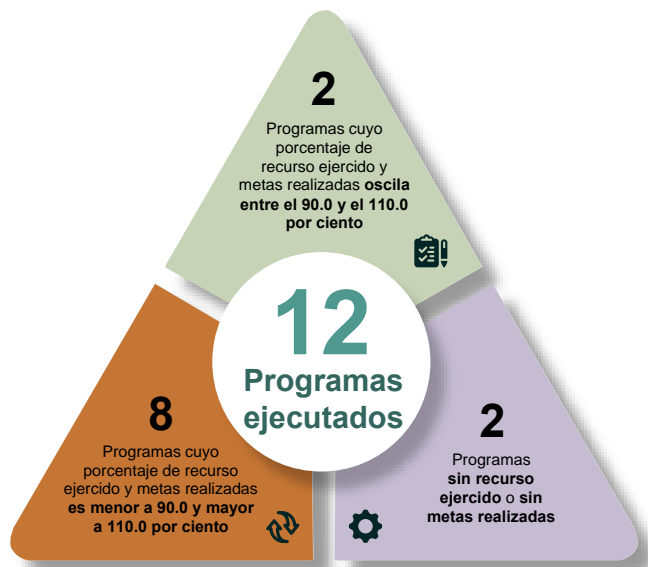 2
Programas cuyo
porcentaje de
recurso ejercido y
metas realizadas oscila
entre el 90.0 y el 110.0
por ciento
12
Programas
ejecutados
8
Programas cuyo
porcentaje de recurso
ejercido y metas realizadas
es menor a 90.0 y mayor
a 110.0 por ciento
2
Programas
sin recurso
ejercido o sin
metas realizadas